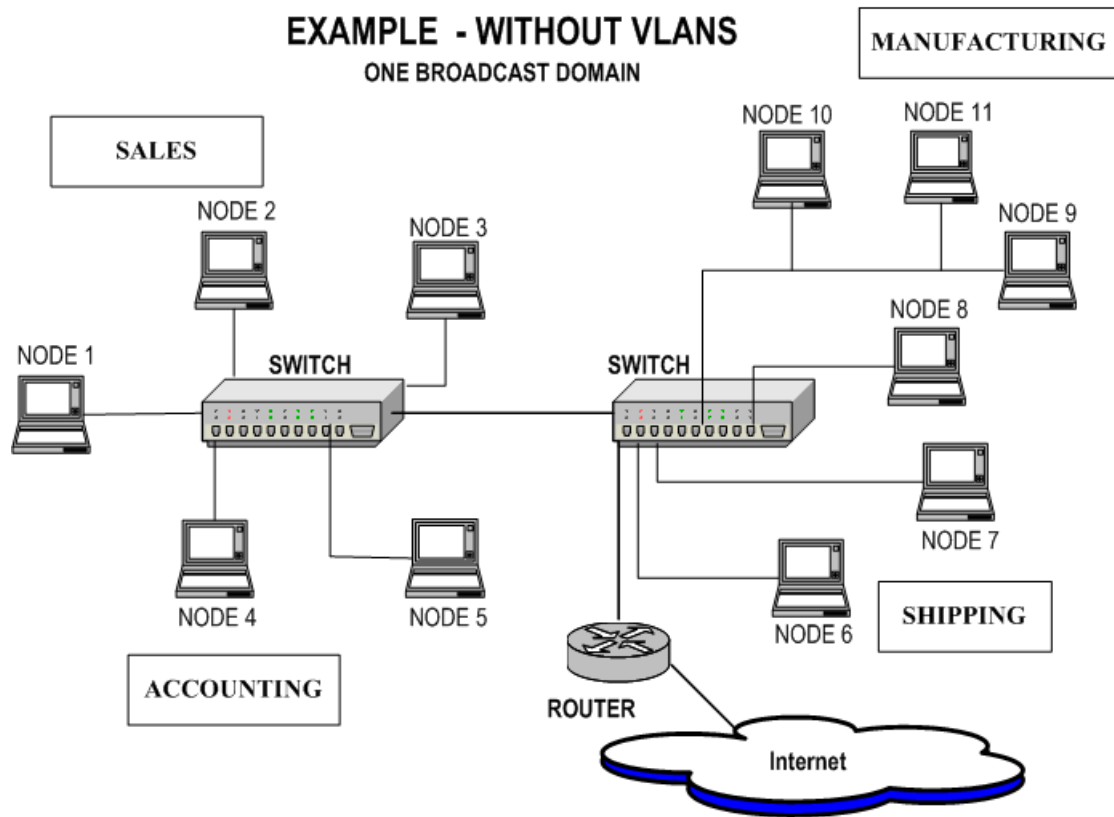 EXAMPLE - WITHOUT VLANS
ONE BROADCAST DOMAIN
MANUFACTURING
SALES
NODE 10
NODE 11
NODE 2
NODE 3
NODE 9
NODE 8
NODE 1
SWITCH
SWITCH
NODE 7
NODE 4
NODE 5
NODE 6
SHIPPING
ACCOUNTING
ROUTER
Internet